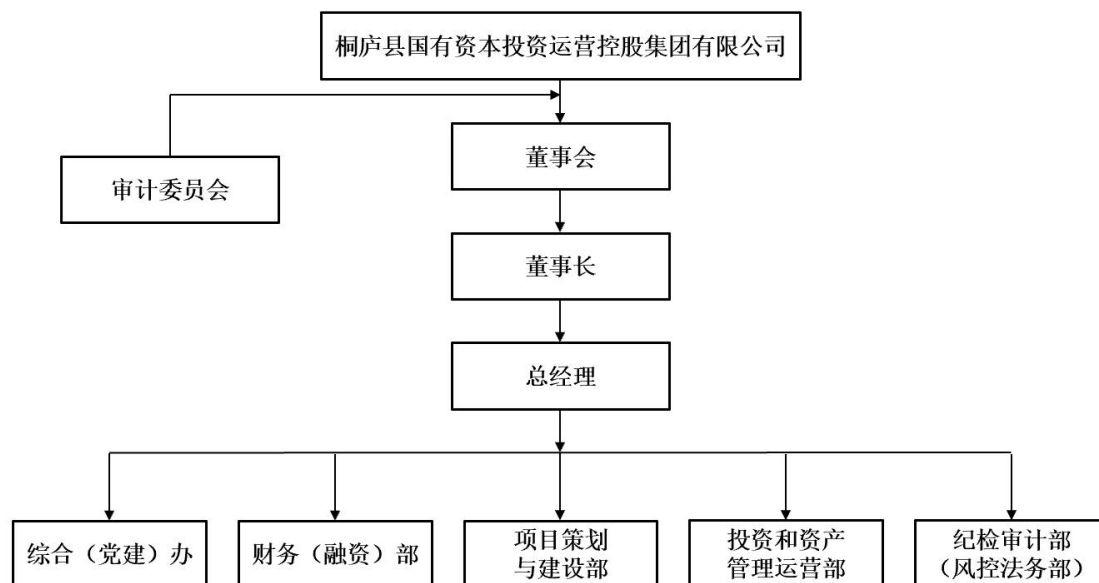 桐庐县国有资本投资运营控股集团有限公司
董事会
审计委员会
董事长
总经理
综合（党建）办
财务（融资）部
项目策划
与建设部
投资和资产
管理运营部
纪检审计部
（风控法务部）